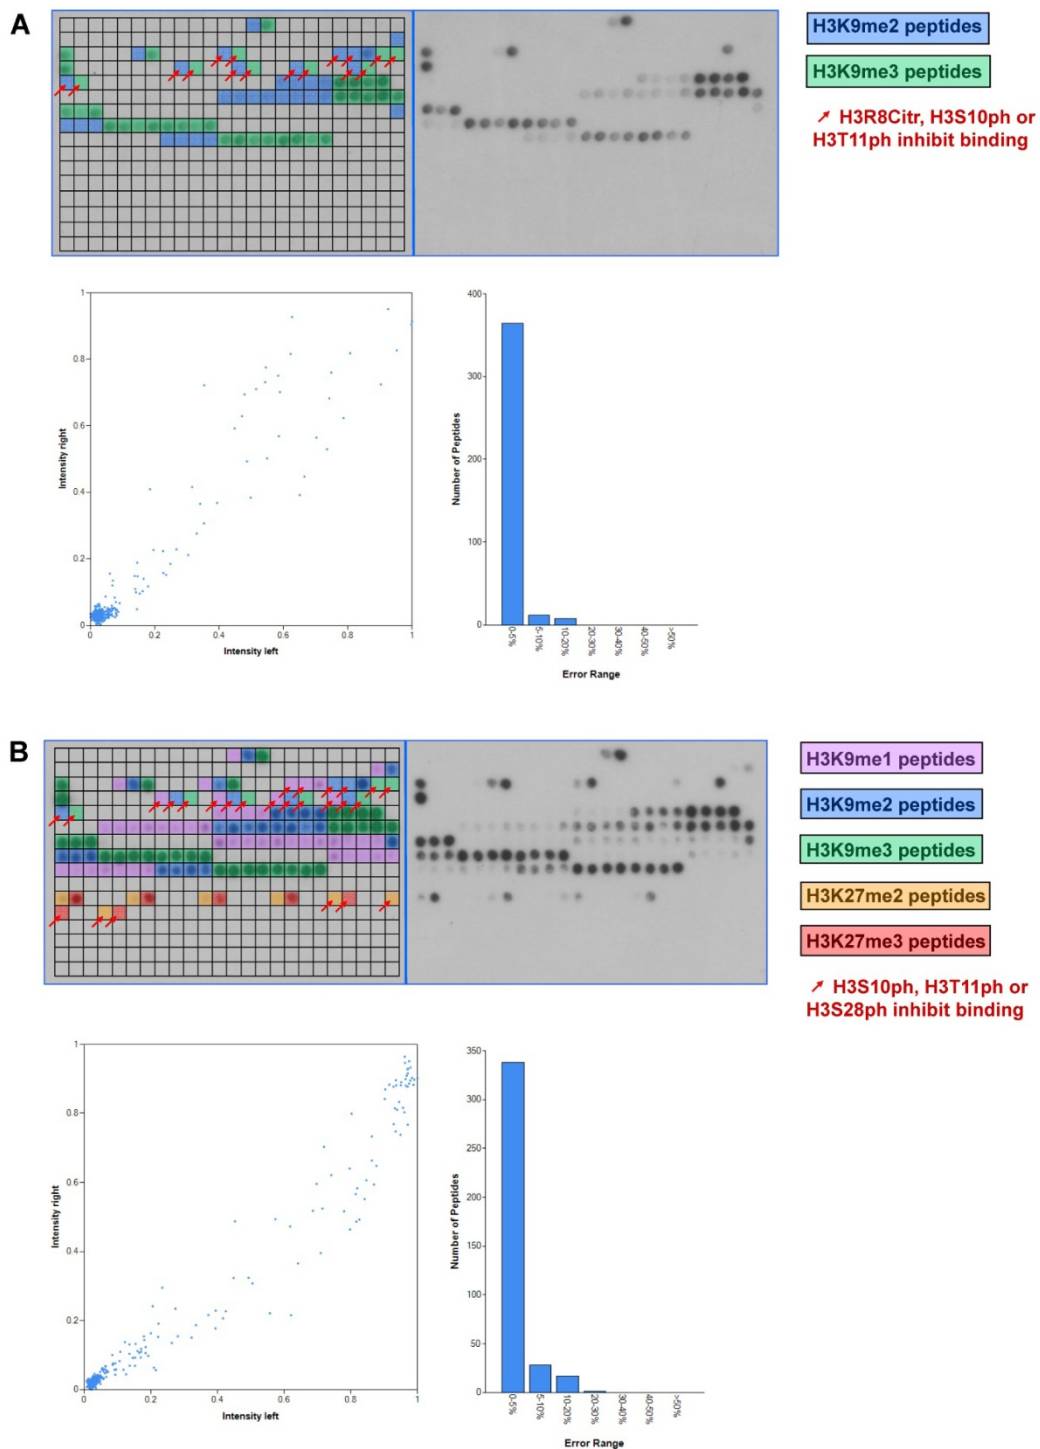 A
H3K9me2 peptides
H3K9me3 peptides
H3R8Citr, H3S10ph or
H3T11ph inhibit binding
1
0.8
0.6
0.4
0.2
0
0
0.2
0.4
0.6
0.8
1
Intensity right
Intensity left
400
300
200
100
0
Number of Peptides
0-5%
5-10%
10-20%
20-30%
30-40%
40-50%
>50%
Error Range
B
H3K9me1 peptides
H3K9me2 peptides
H3K9me3 peptides
H3K27me2 peptides
H3K27me3 peptides
H3S10ph, H3T11ph or
H3S28ph inhibit binding
1
0.8
0.6
0.4
0.2
0
0
0.2
0.4
0.6
0.8
1
Intensity right
Intensity left
350
300
250
200
150
100
50
0
Number of Peptides
0-5%
5-10%
10-20%
20-30%
30-40%
40-50%
>50%
Error Range